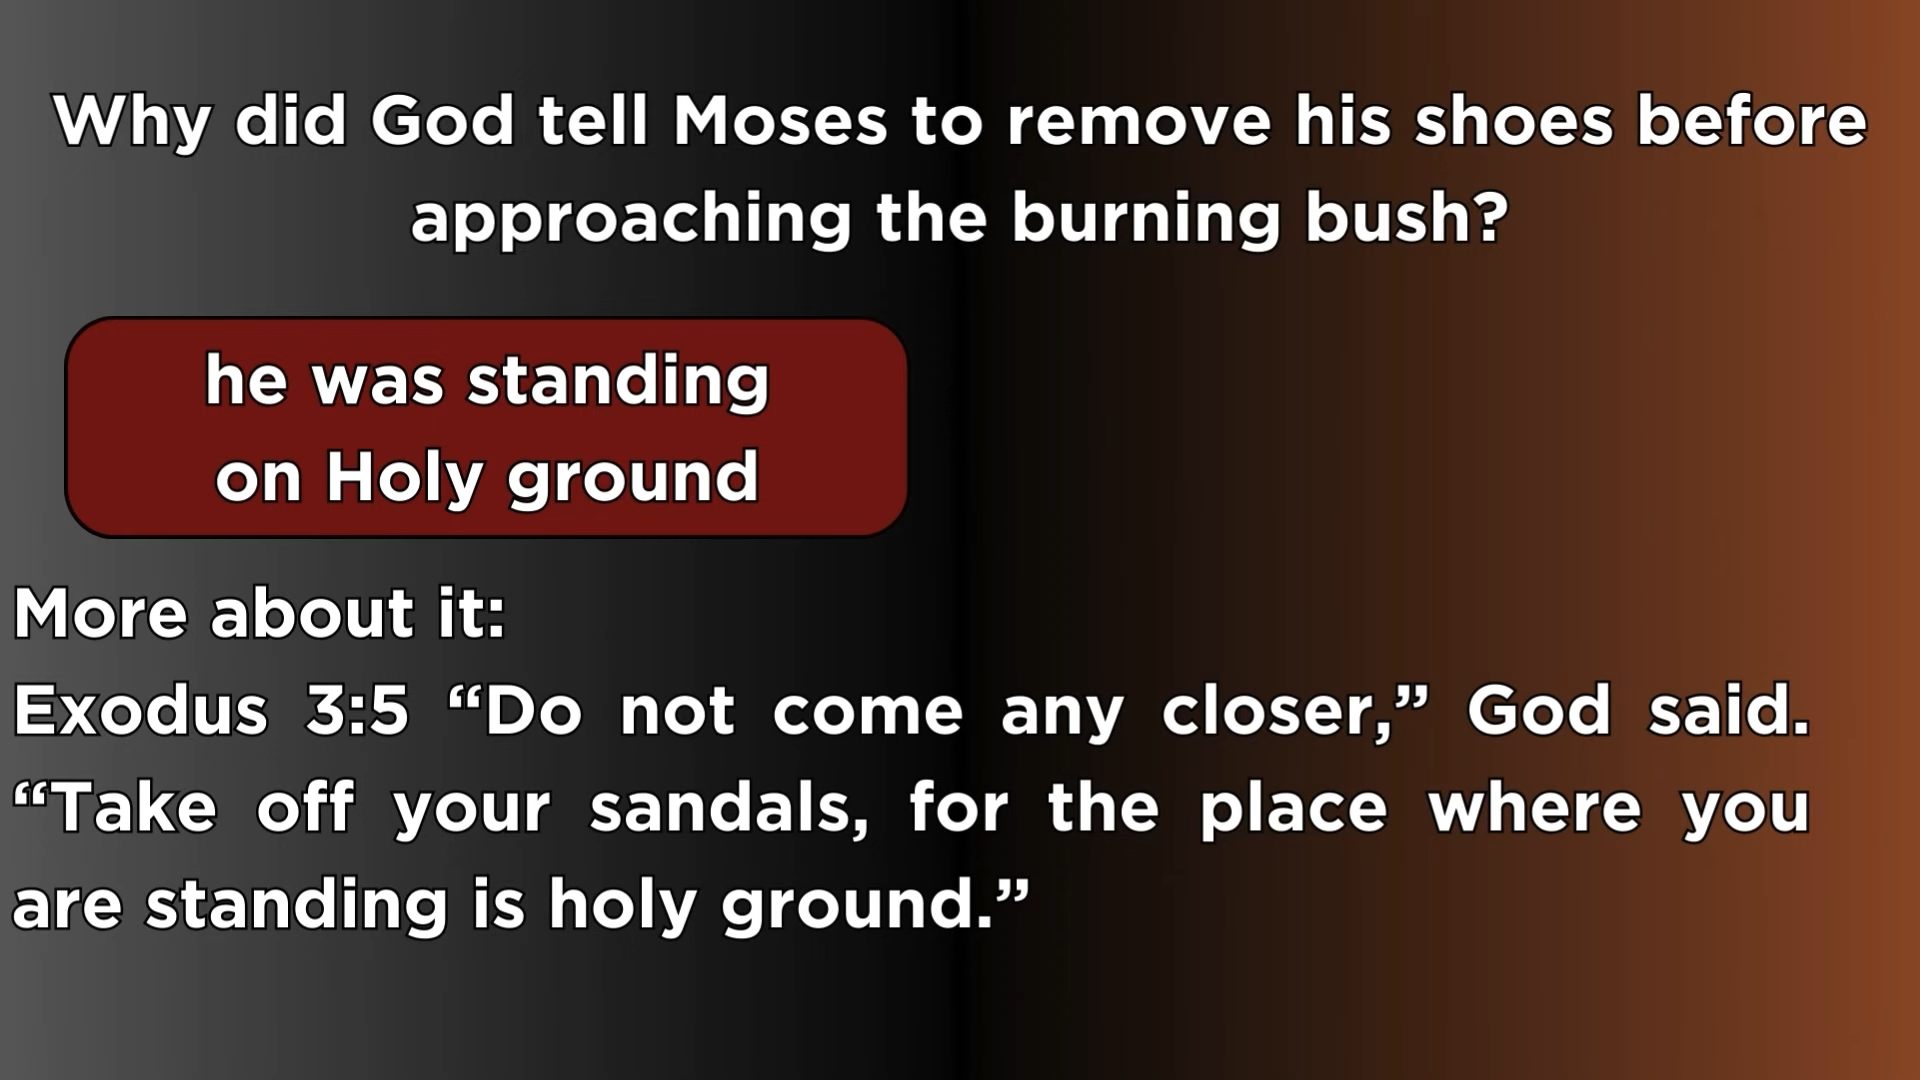 Why did God tell Moses to remove his shoes before
approaching the burning bush?
he was standing
on Holy ground
More about it:
Exodus 3:5 “Do not come any closer,” God said.
“Take off your sandals, for the place where you
are standing is holy ground.”